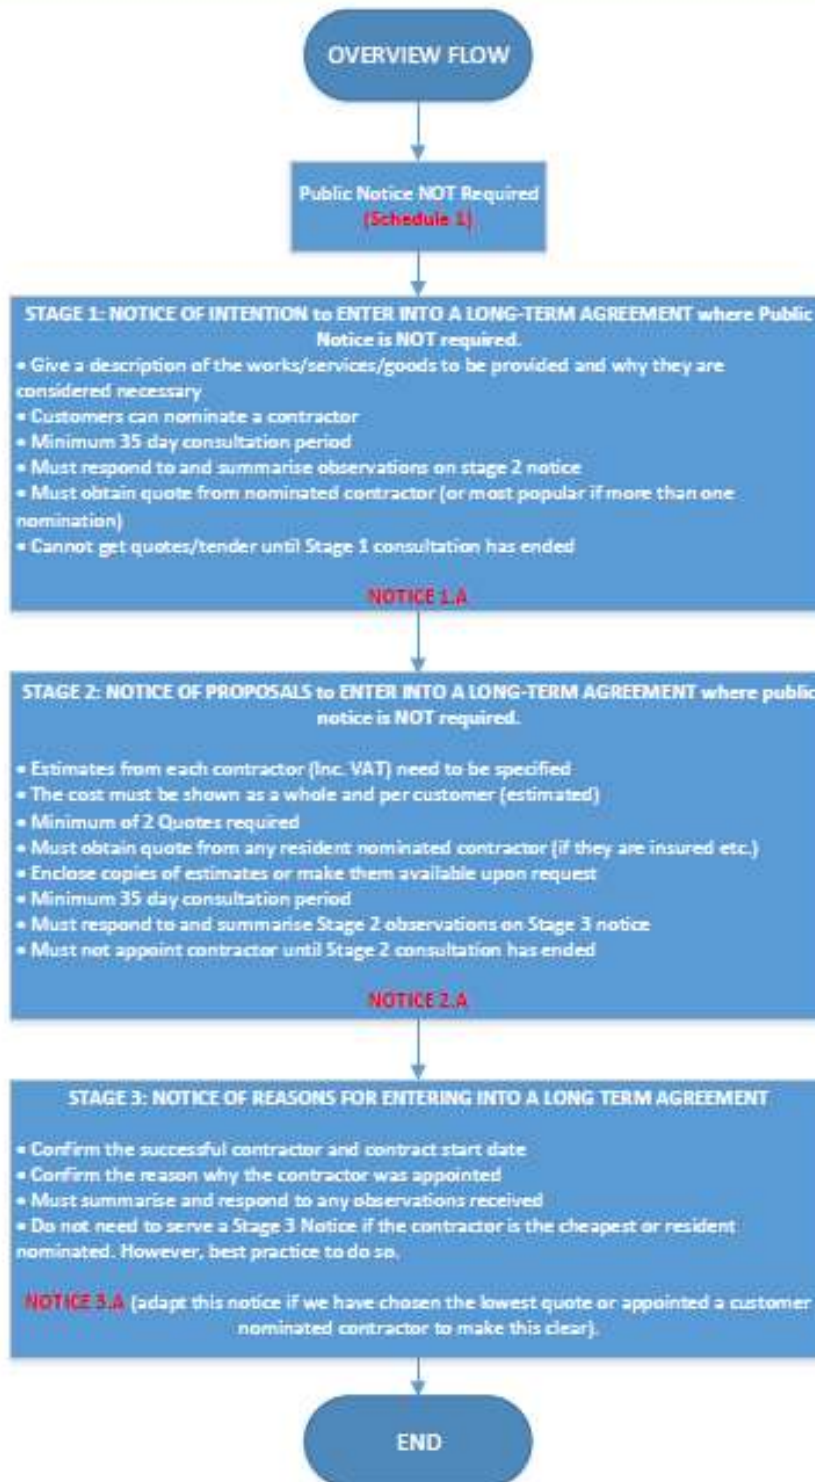 OVERVIEW FLOW
Public Notice NOT Required
(Schedule 1)
STAGE 1: NOTICE OF INTENTION to ENTER INTO A LONG-TERM AGREEMENT where Public
Notice is NOT required.
• Give a description of the works/services/goods to be provided and why they are
considered necessary
• Customers can nominate a contractor
• Minimum 35 day consultation period
• Must respond to and summarise observations on stage 2 notice
• Must obtain quote from nominated contractor (or most popular if more than one
nomination)
• Cannot get quotes/tender until Stage 1 consultation has ended
NOTICE 1.A
STAGE 2: NOTICE OF PROPOSALS to ENTER INTO A LONG-TERM AGREEMENT where public
notice is NOT required.
• Estimates from each contractor (Inc. VAT) need to be specified
• The cost must be shown as a whole and per customer (estimated)
• Minimum of 2 Quotes required
• Must obtain quote from any resident nominated contractor (if they are insured etc.)
• Enclose copies of estimates or make them available upon request
• Minimum 35 day consultation period
• Must respond to and summarise Stage 2 observations on Stage 3 notice
• Must not appoint contractor until Stage 2 consultation has ended
NOTICE 2.A
STAGE 3: NOTICE OF REASONS FOR ENTERING INTO A LONG TERM AGREEMENT
• Confirm the successful contractor and contract start date
• Confirm the reason why the contractor was appointed
• Must summarise and respond to any observations received
• Do not need to serve a Stage 3 Notice if the contractor is the cheapest or resident
nominated. However, best practice to do so.
NOTICE 3.A (adapt this notice if we have chosen the lowest quote or appointed a customer
nominated contractor to make this clear).
END